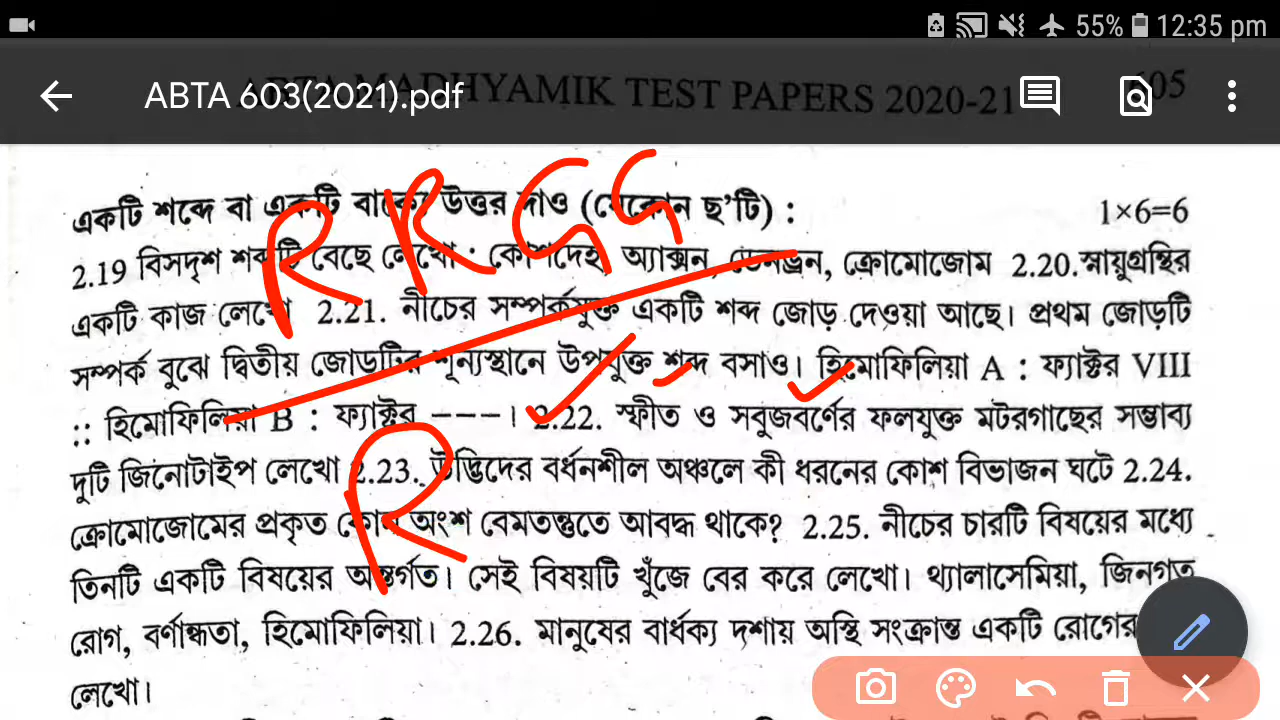 55% 12:35 pm
ABTA 603(2021).pdf
ABTA MADHYAMIK TEST PAPERS 2020-21 605
একটি শব্দে বা একটি বাক্যে উত্তর দাও (যেকোন ছ'টি) : 1×6=6
RRGG
2.19 বিসদৃশ শব্দটি বেছে লেখো : কোশদেহ, অ্যাক্সন, ডেনড্রন, ক্রোমোজোম 2.20.স্নায়ুগ্রন্থির
একটি কাজ লেখো 2.21. নীচের সম্পর্কযুক্ত একটি শব্দ জোড় দেওয়া আছে। প্রথম জোড়টি
সম্পর্ক বুঝে দ্বিতীয় জোড়টির শূন্যস্থানে উপযুক্ত শব্দ বসাও। হিমোফিলিয়া A : ফ্যাক্টর VIII
:: হিমোফিলিয়া B : ফ্যাক্টর ---। 2.22. স্ফীত ও সবুজবর্ণের ফলযুক্ত মটরগাছের সম্ভাব্য
দুটি জিনোটাইপ লেখো 2.23. উদ্ভিদের বর্ধনশীল অঞ্চলে কী ধরনের কোশ বিভাজন ঘটে 2.24.
R
ক্রোমোজোমের প্রকৃত কোন অংশ বেমতন্তুতে আবদ্ধ থাকে? 2.25. নীচের চারটি বিষয়ের মধ্যে
তিনটি একটি বিষয়ের অন্তর্গত। সেই বিষয়টি খুঁজে বের করে লেখো। থ্যালাসেমিয়া, জিনগত
রোগ, বর্ণান্ধতা, হিমোফিলিয়া। 2.26. মানুষের বার্ধক্য দশায় অস্থি সংক্রান্ত একটি রোগের
লেখো।